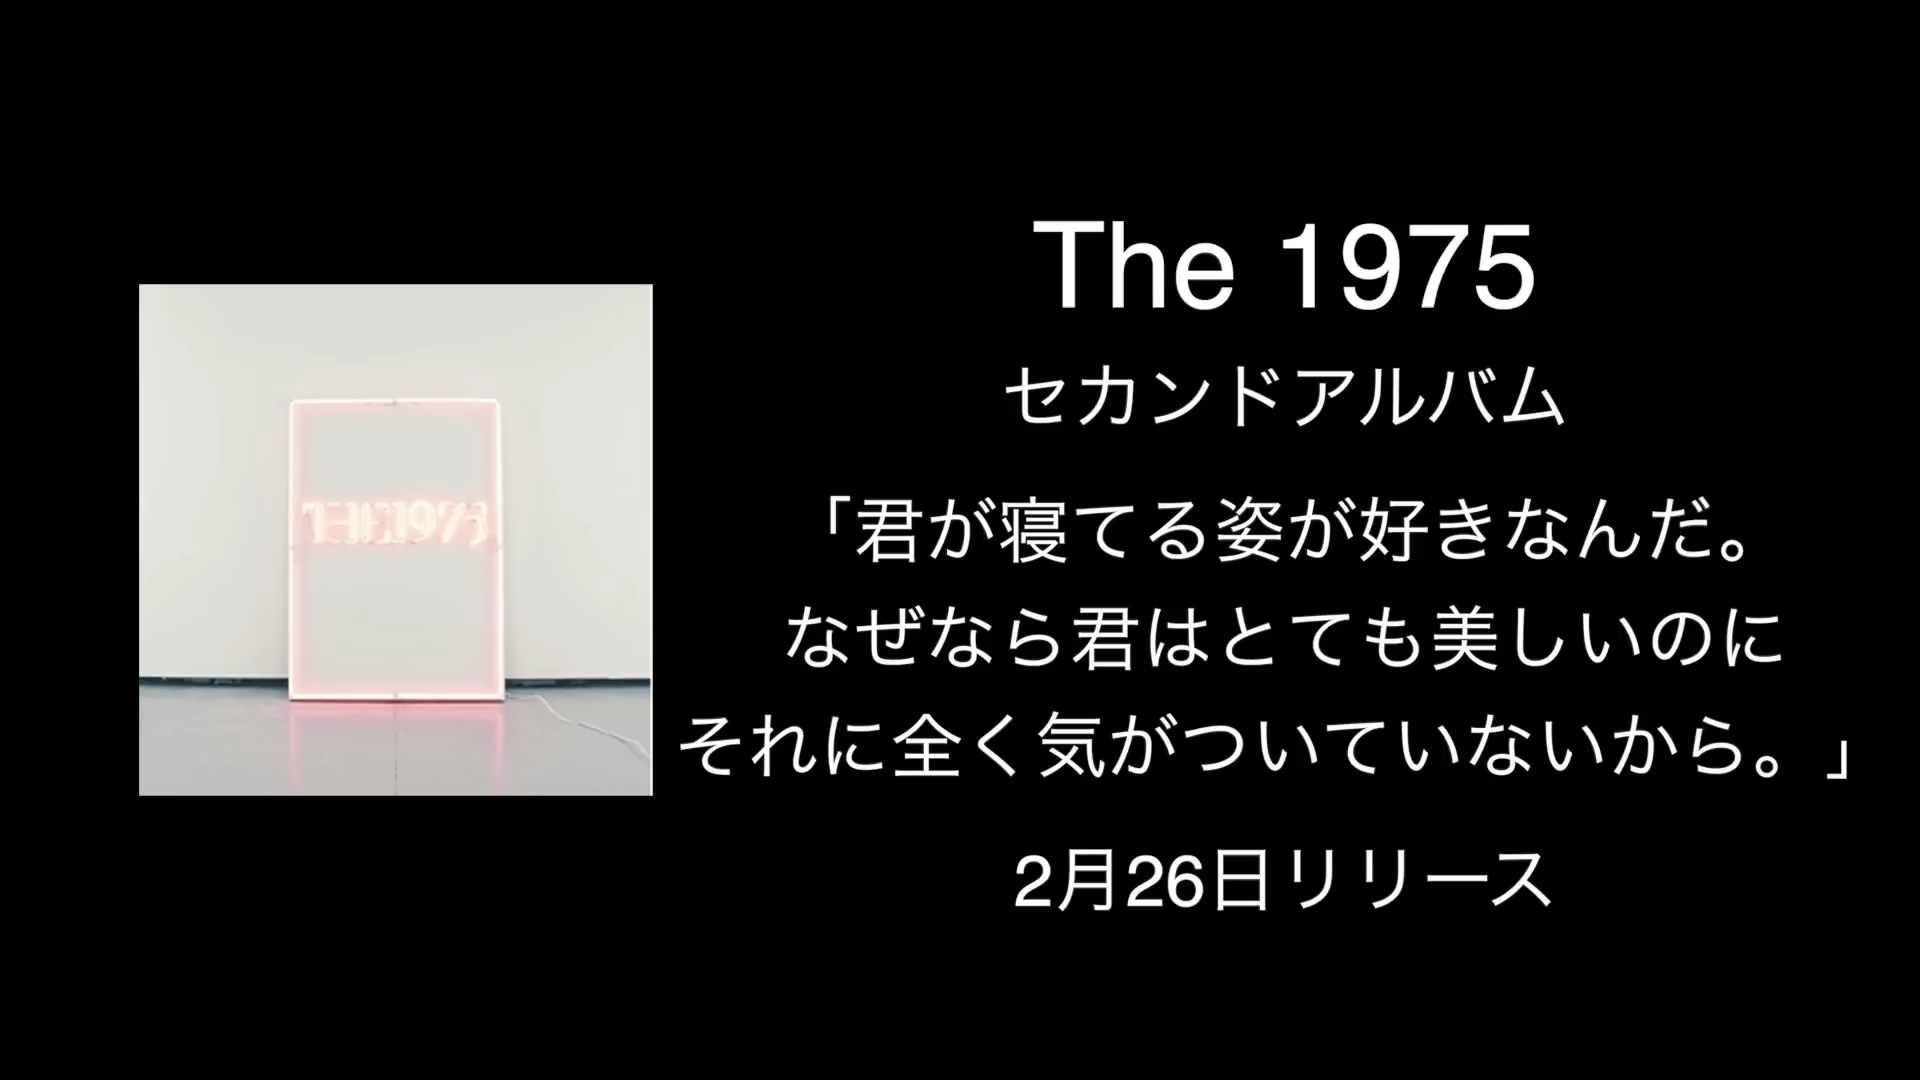 THE 1975
The 1975
セカンドアルバム
「君が寝てる姿が好きなんだ。
なぜなら君はとても美しいのに
それに全く気がついていないから。」
2月26日リリース